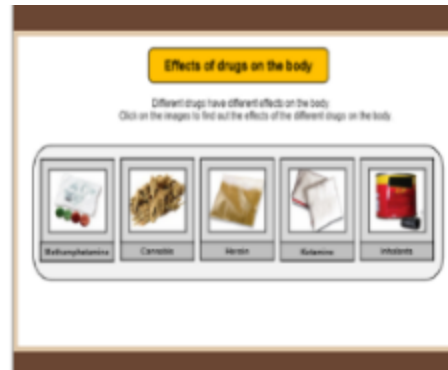 Effects of drugs on the body
Different drugs have different effects on the body.
Click on the images to find out the effects of the different drugs on the body.
Methamphetamine
Cannabis
Heroin
Ketamine
Inhalants